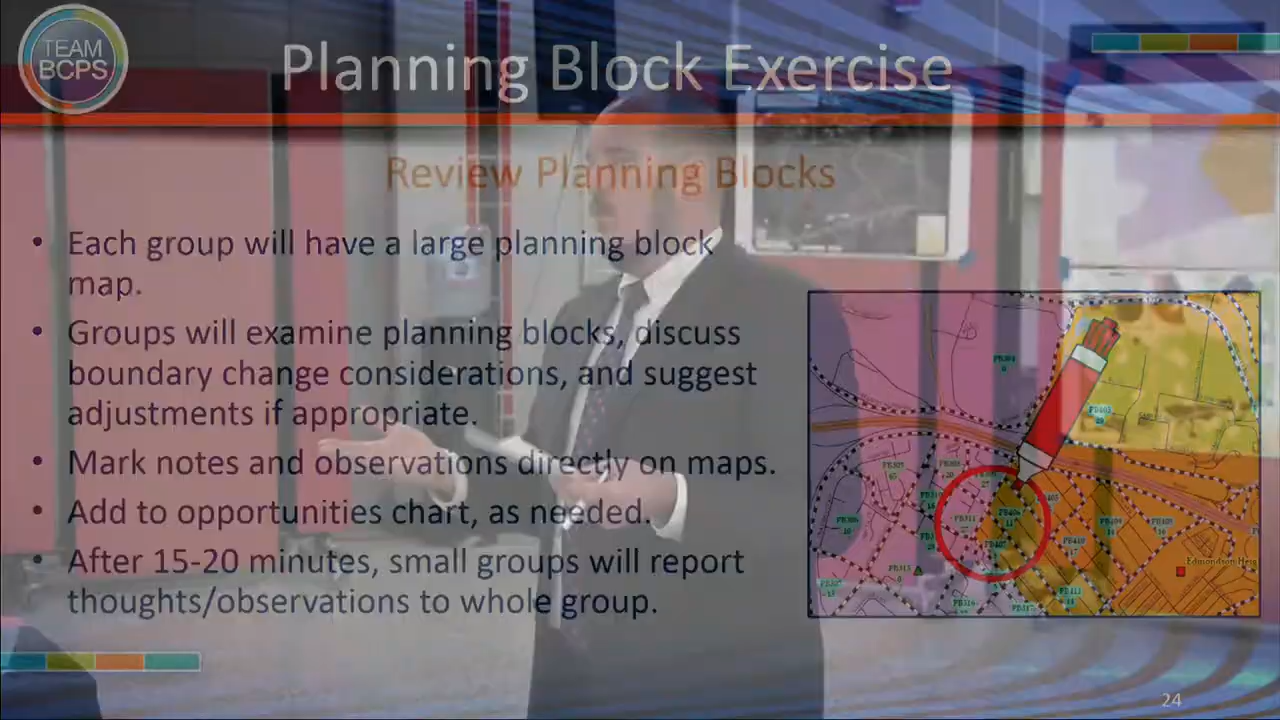 TEAM
BCPS
Planning Block Exercise
Review Planning Blocks
• Each group will have a large planning block
map.
• Groups will examine planning blocks, discuss
boundary change considerations, and suggest
adjustments if appropriate.
• Mark notes and observations directly on maps.
• Add to opportunities chart, as needed.
• After 15-20 minutes, small groups will report
thoughts/observations to whole group.
24